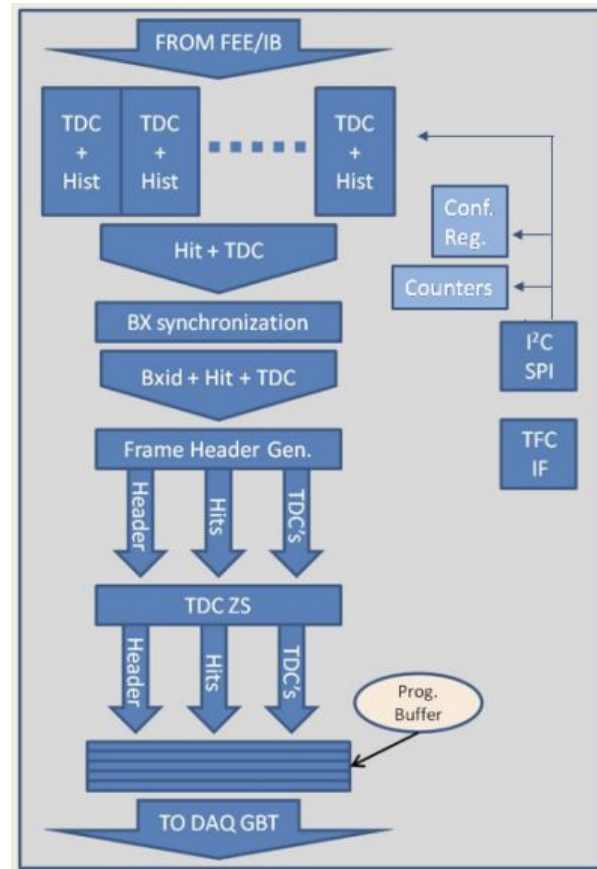 FROM FEE/IB
TDC
+
Hist
TDC
+
Hist
TDC
+
Hist
Conf.
Reg.
Hit + TDC
Counters
BX synchronization
I²C
SPI
Bxid + Hit + TDC
TFC
IF
Frame Header Gen.
Header
Hits
TDC's
TDC ZS
Header
Hits
TDC's
Prog.
Buffer
TO DAQ GBT